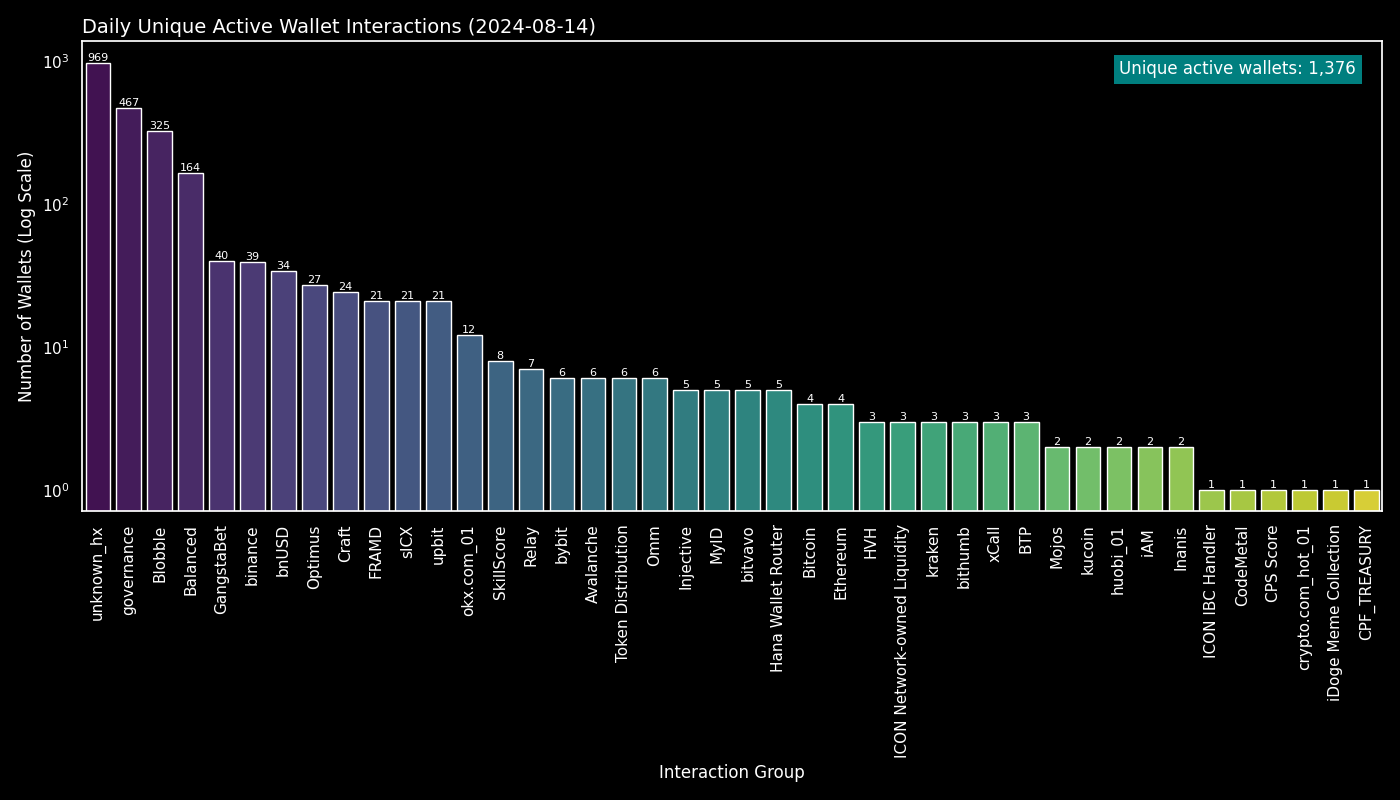 Daily Unique Active Wallet Interactions (2024-08-14)
Unique active wallets: 1,376
Number of Wallets (Log Scale)
10³
10²
10¹
10⁰
969
467
325
164
40
39
34
27
24
21
21
21
12
8
7
6
6
6
6
5
5
5
5
4
4
3
3
3
3
3
3
2
2
2
2
2
1
1
1
1
1
1
unknown_hx
governance
Blobble
Balanced
GangstaBet
binance
bnUSD
Optimus
Craft
FRAMD
sICX
upbit
okx.com_01
SkillScore
Relay
bybit
Avalanche
Token Distribution
Omm
Injective
MyID
bitvavo
Hana Wallet Router
Bitcoin
Ethereum
HVH
ICON Network-owned Liquidity
kraken
bithumb
xCall
BTP
Mojos
kucoin
huobi_01
iAM
Inanis
ICON IBC Handler
CodeMetal
CPS Score
crypto.com_hot_01
iDoge Meme Collection
CPF_TREASURY
Interaction Group